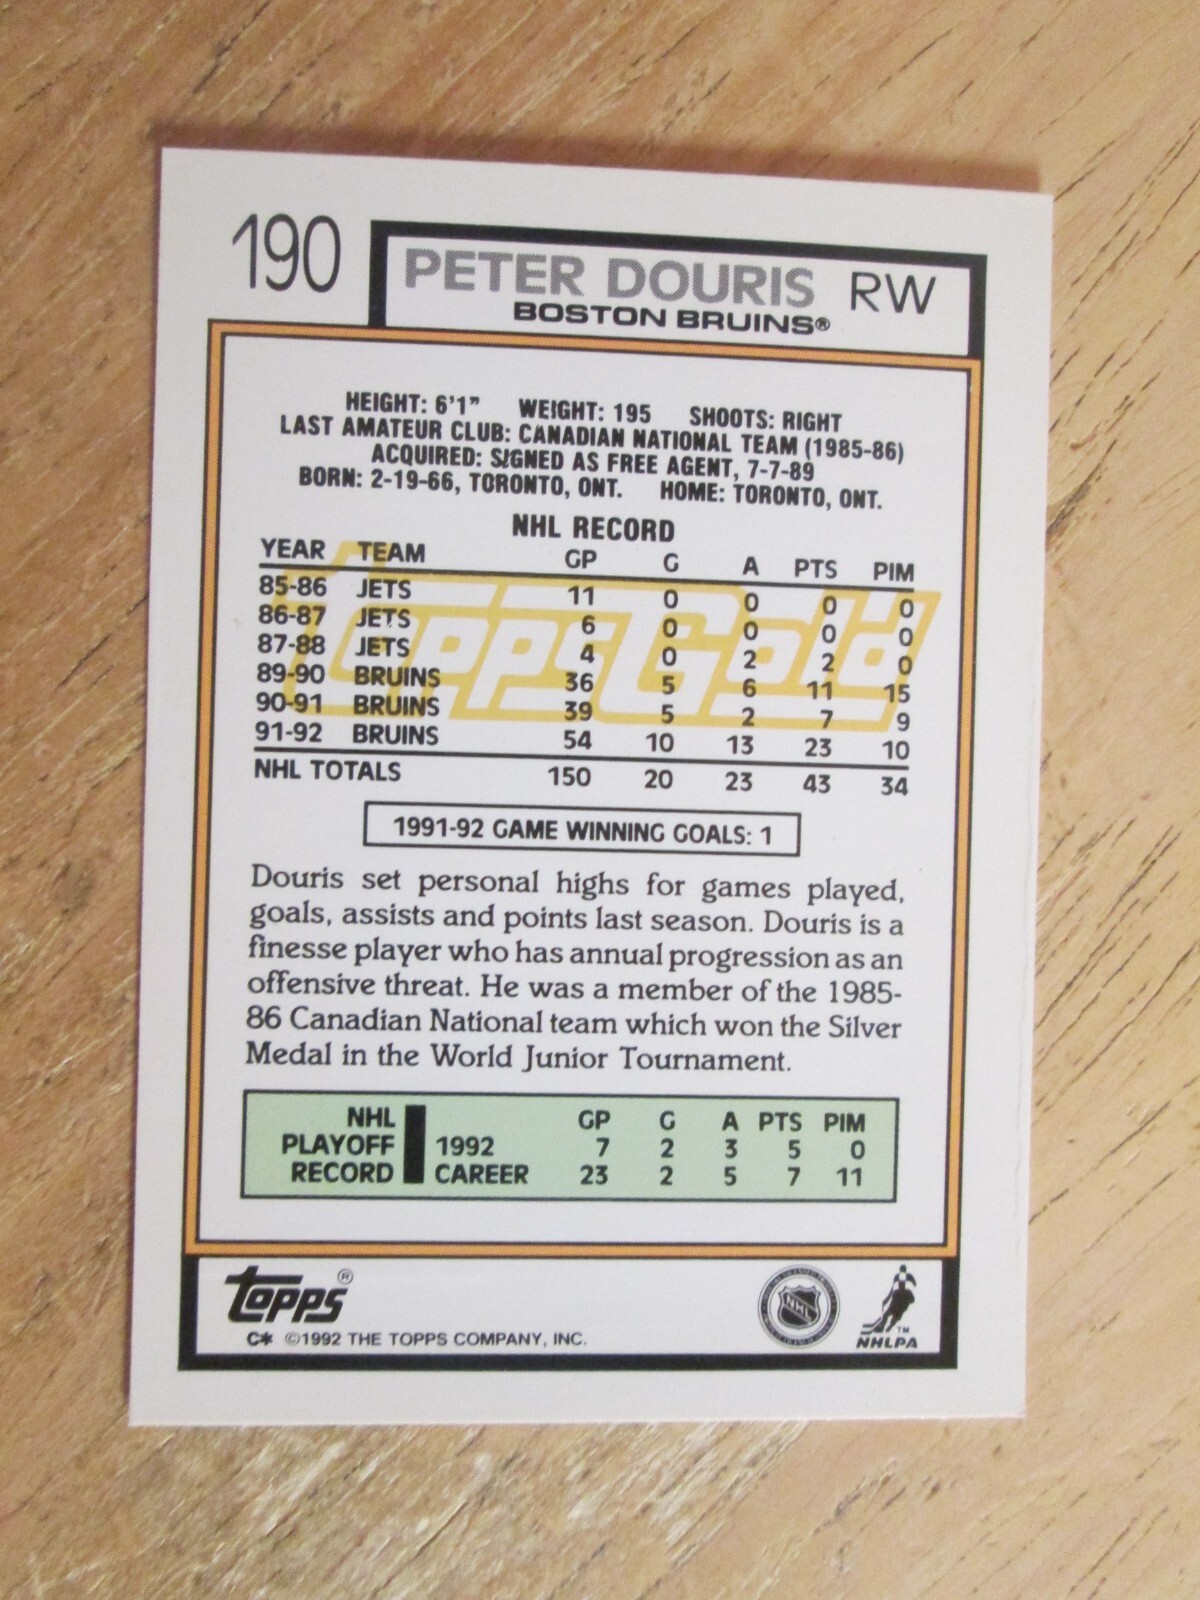 190
PETER DOURIS RW
BOSTON BRUINS®
HEIGHT: 6'1" WEIGHT: 195 SHOOTS: RIGHT
LAST AMATEUR CLUB: CANADIAN NATIONAL TEAM (1985-86)
ACQUIRED: SIGNED AS FREE AGENT, 7-7-89
BORN: 2-19-66, TORONTO, ONT. HOME: TORONTO, ONT.
NHL RECORD
YEAR TEAM GP G A PTS PIM
85-86 JETS 11 0 0 0 0
86-87 JETS 6 0 0 0 0
87-88 JETS 4 0 2 2 0
89-90 BRUINS 36 5 6 11 15
90-91 BRUINS 39 5 2 7 9
91-92 BRUINS 54 10 13 23 10
NHL TOTALS 150 20 23 43 34
ToppsGold
1991-92 GAME WINNING GOALS: 1
Douris set personal highs for games played,
goals, assists and points last season. Douris is a
finesse player who has annual progression as an
offensive threat. He was a member of the 1985-
86 Canadian National team which won the Silver
Medal in the World Junior Tournament.
NHL PLAYOFF RECORD
GP G A PTS PIM
1992 7 2 3 5 0
CAREER 23 2 5 7 11
Topps®
C* ©1992 THE TOPPS COMPANY, INC.
NHL
TM
NHLPA